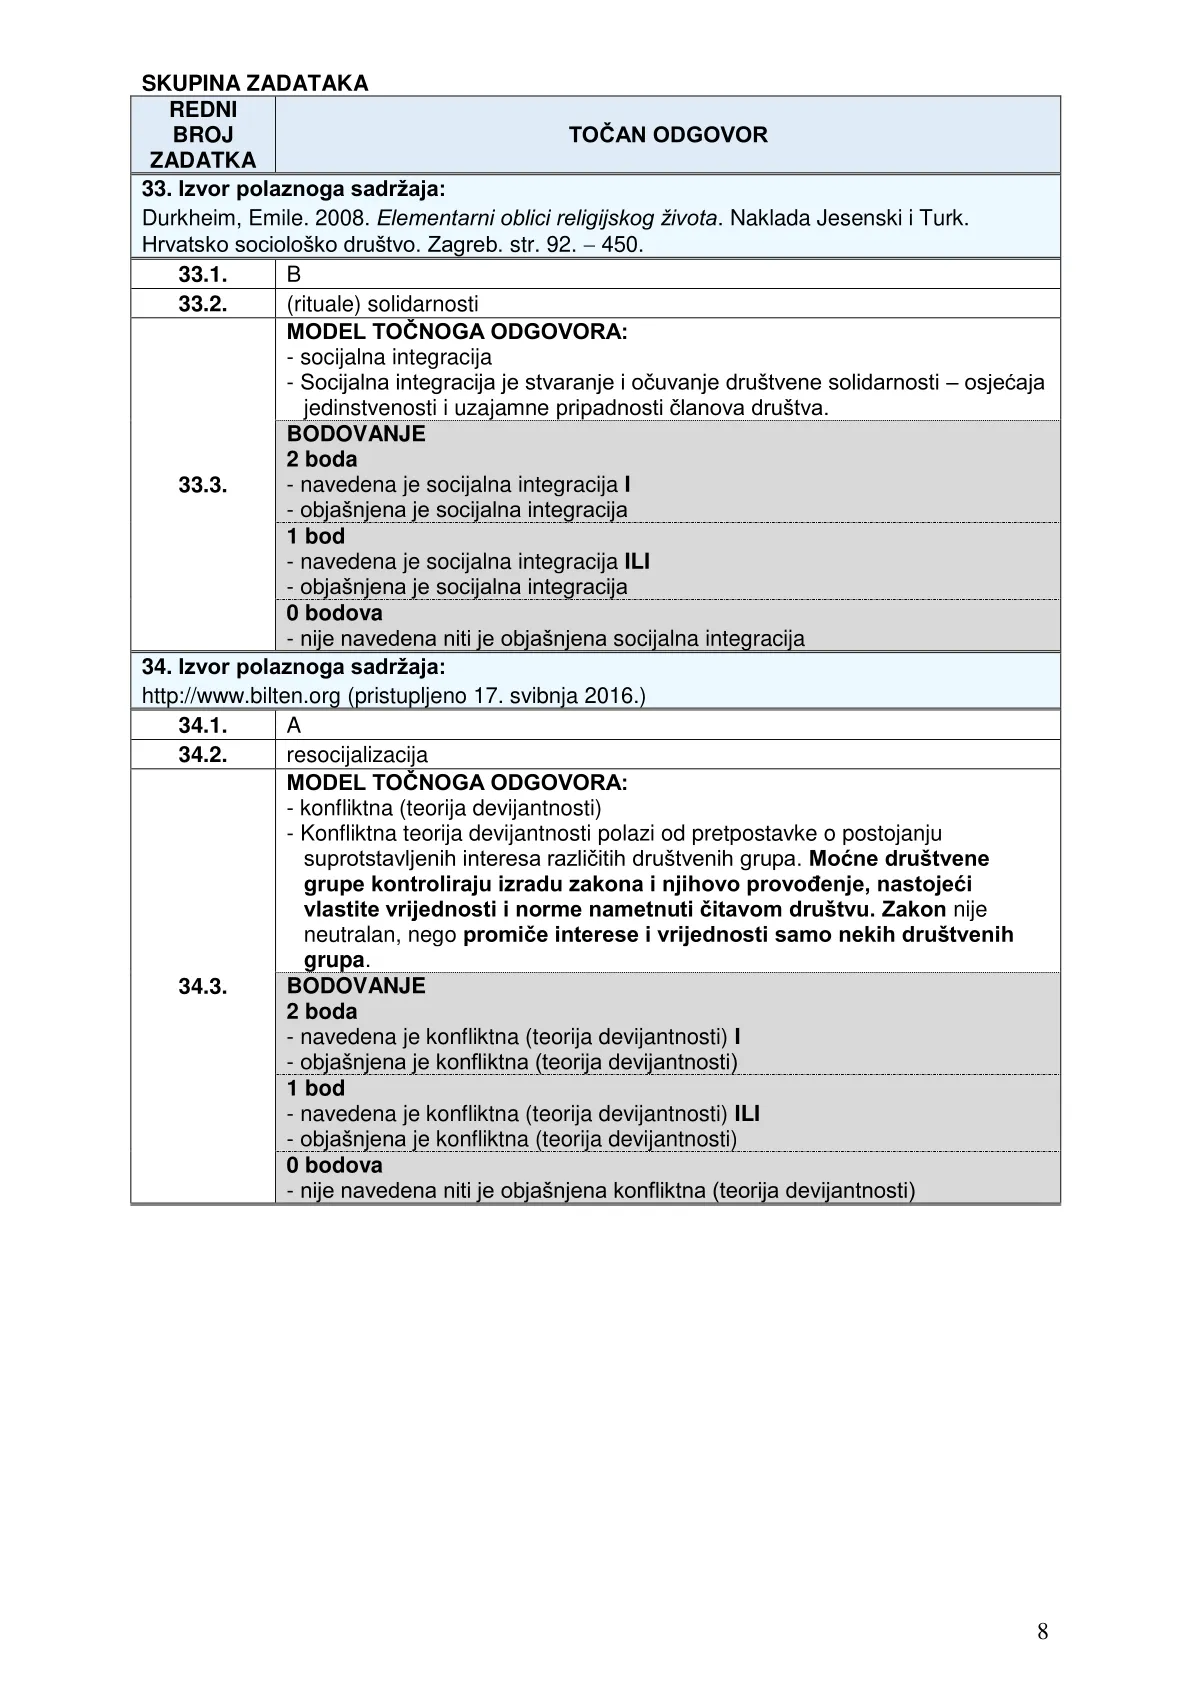 SKUPINA ZADATAKA
REDNI
BROJ
ZADATKA
TOČAN ODGOVOR
33. Izvor polaznoga sadržaja:
Durkheim, Emile. 2008. Elementarni oblici religijskog života. Naklada Jesenski i Turk.
Hrvatsko sociološko društvo. Zagreb. str. 92. – 450.
33.1.
B
33.2.
(rituale) solidarnosti
33.3.
MODEL TOČNOGA ODGOVORA:
- socijalna integracija
- Socijalna integracija je stvaranje i očuvanje društvene solidarnosti – osjećaja
jedinstvenosti i uzajamne pripadnosti članova društva.
BODOVANJE
2 boda
- navedena je socijalna integracija I
- objašnjena je socijalna integracija
1 bod
- navedena je socijalna integracija ILI
- objašnjena je socijalna integracija
0 bodova
- nije navedena niti je objašnjena socijalna integracija
34. Izvor polaznoga sadržaja:
http://www.bilten.org (pristupljeno 17. svibnja 2016.)
34.1.
A
34.2.
resocijalizacija
34.3.
MODEL TOČNOGA ODGOVORA:
- konfliktna (teorija devijantnosti)
- Konfliktna teorija devijantnosti polazi od pretpostavke o postojanju
suprotstavljenih interesa različitih društvenih grupa. Moćne društvene
grupe kontroliraju izradu zakona i njihovo provođenje, nastojeći
vlastite vrijednosti i norme nametnuti čitavom društvu. Zakon nije
neutralan, nego promiče interese i vrijednosti samo nekih društvenih
grupa.
BODOVANJE
2 boda
- navedena je konfliktna (teorija devijantnosti) I
- objašnjena je konfliktna (teorija devijantnosti)
1 bod
- navedena je konfliktna (teorija devijantnosti) ILI
- objašnjena je konfliktna (teorija devijantnosti)
0 bodova
- nije navedena niti je objašnjena konfliktna (teorija devijantnosti)
8